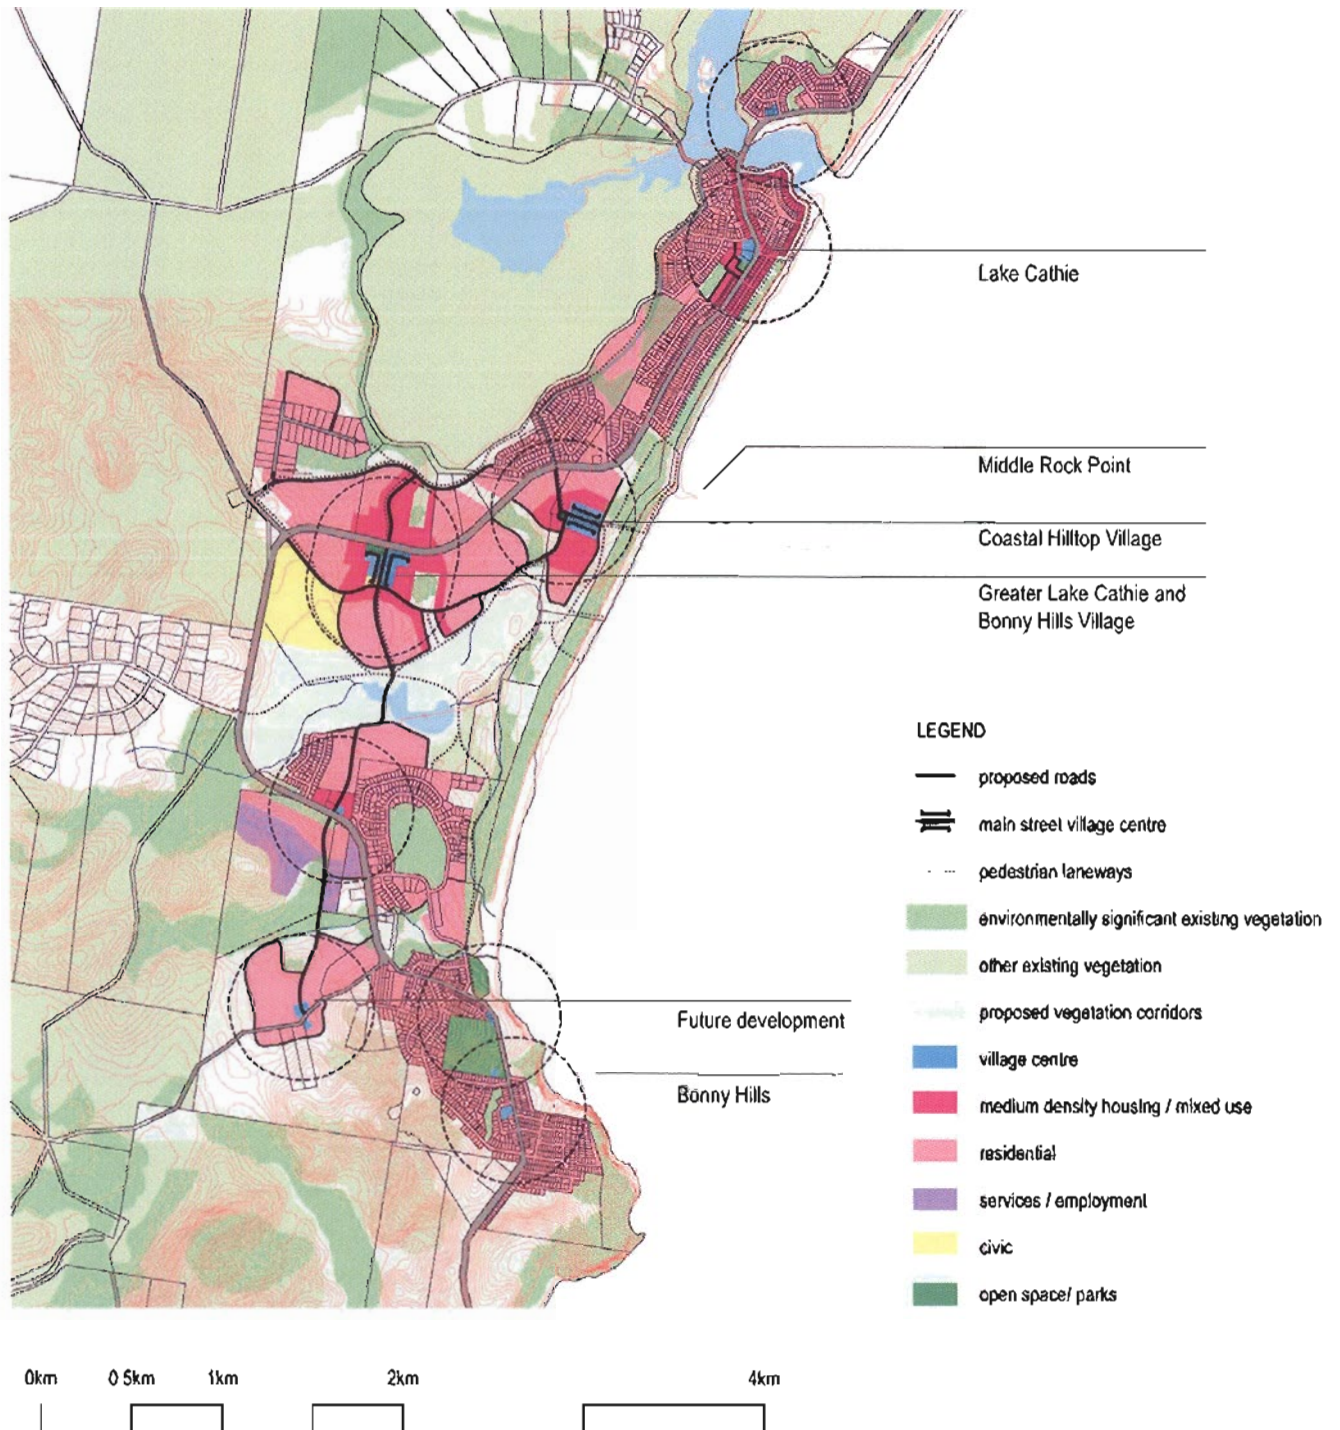 Lake Cathie
Middle Rock Point
Coastal Hilltop Village
Greater Lake Cathie and
Bonny Hills Village
LEGEND
proposed roads
main street village centre
pedestrian laneways
environmentally significant existing vegetation
other existing vegetation
proposed vegetation corridors
village centre
medium density housing / mixed use
residential
services / employment
civic
open space/ parks
Future development
Bonny Hills
0km 0 5km 1km 2km 4km